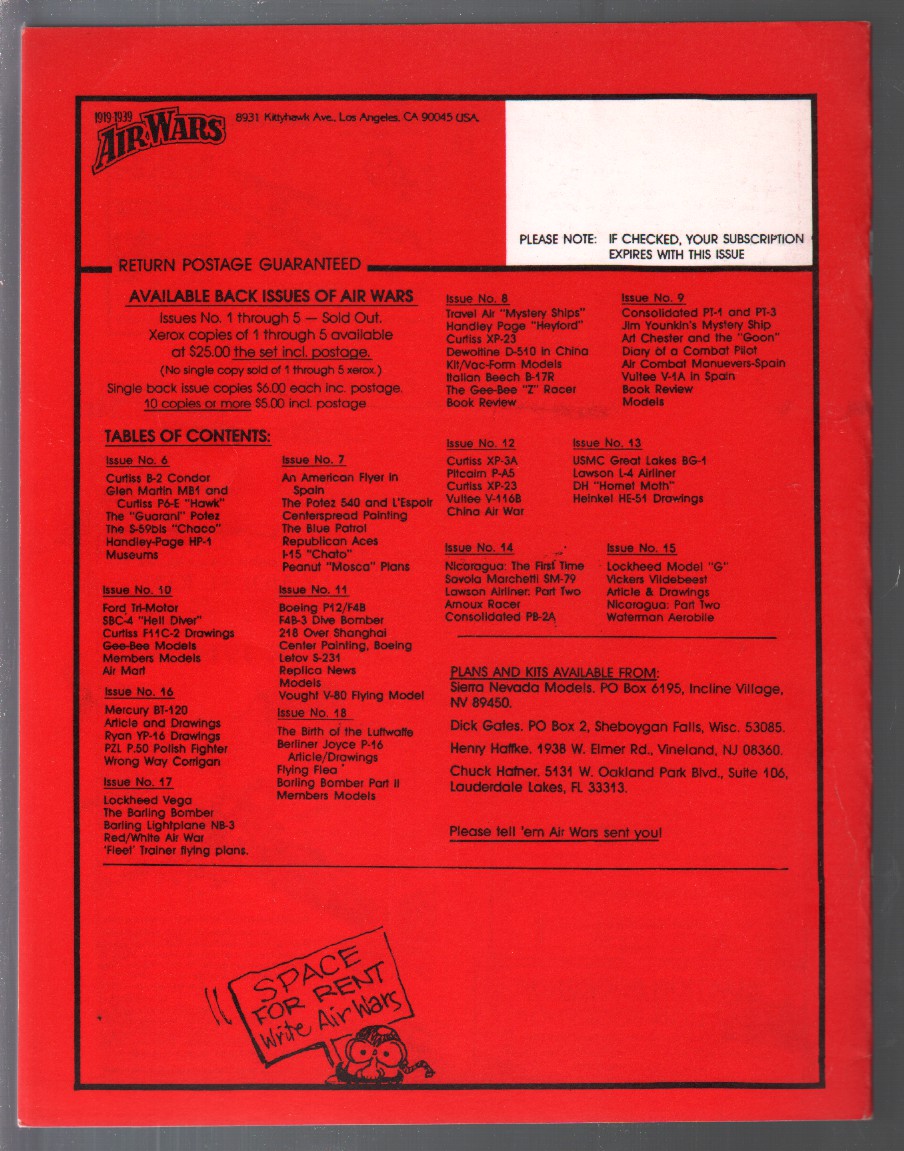 1919-1939
AIR WARS
8931 Kittyhawk Ave., Los Angeles, CA 90045 USA.
PLEASE NOTE: IF CHECKED, YOUR SUBSCRIPTION
EXPIRES WITH THIS ISSUE
RETURN POSTAGE GUARANTEED
AVAILABLE BACK ISSUES OF AIR WARS
Issues No. 1 through 5 — Sold Out.
Xerox copies of 1 through 5 available
at $25.00 the set incl. postage.
(No single copy sold of 1 through 5 xerox.)
Single back issue copies $6.00 each inc. postage.
10 copies or more $5.00 incl. postage
TABLES OF CONTENTS:
Issue No. 6
Curtiss B-2 Condor
Glen Martin MB1 and
Curtiss P6-E "Hawk"
The "Guarani" Potez
The S-59bis "Chaco"
Handley-Page HP-1
Museums
Issue No. 7
An American Flyer in
Spain
The Potez 540 and L'Espoir
Centerspread Painting
The Blue Patrol
Republican Aces
I-15 "Chato"
Peanut "Mosca" Plans
Issue No. 8
Travel Air "Mystery Ships"
Handley Page "Heyford"
Curtiss XP-23
Dewoitine D-510 in China
Kit/Vac-Form Models
Italian Beech B-17R
The Gee-Bee "Z" Racer
Book Review
Issue No. 9
Consolidated PT-1 and PT-3
Jim Younkin's Mystery Ship
Art Chester and the "Goon"
Diary of a Combat Pilot
Air Combat Manuevers-Spain
Vultee V-1A in Spain
Book Review
Models
Issue No. 10
Ford Tri-Motor
SBC-4 "Hell Diver"
Curtiss F11C-2 Drawings
Gee-Bee Models
Members Models
Air Mart
Issue No. 11
Boeing P12/F4B
F4B-3 Dive Bomber
218 Over Shanghai
Center Painting, Boeing
Letov S-231
Replica News
Models
Vought V-80 Flying Model
Issue No. 12
Curtiss XP-3A
Pitcairn P-A5
Curtiss XP-23
Vultee V-116B
China Air War
Issue No. 13
USMC Great Lakes BG-1
Lawson L-4 Airliner
DH "Hornet Moth"
Heinkel HE-51 Drawings
Issue No. 14
Nicaragua: The First Time
Savoia Marchetti SM-79
Lawson Airliner: Part Two
Arnoux Racer
Consolidated PB-2A
Issue No. 15
Lockheed Model "G"
Vickers Vildebeest
Article & Drawings
Nicaragua: Part Two
Waterman Aerobile
Issue No. 16
Mercury BT-120
Article and Drawings
Ryan YP-16 Drawings
PZL P.50 Polish Fighter
Wrong Way Corrigan
Issue No. 17
Lockheed Vega
The Barling Bomber
Barling Lightplane NB-3
Red/White Air War
'Fleet' Trainer flying plans.
Issue No. 18
The Birth of the Luftwaffe
Berliner Joyce P-16
Article/Drawings
Flying Flea
Barling Bomber Part II
Members Models
PLANS AND KITS AVAILABLE FROM:
Sierra Nevada Models. PO Box 6195, Incline Village,
NV 89450.
Dick Gates. PO Box 2, Sheboygan Falls, Wisc. 53085.
Henry Haffke. 1938 W. Elmer Rd., Vineland, NJ 08360.
Chuck Hafner. 5131 W. Oakland Park Blvd., Suite 106,
Lauderdale Lakes, FL 33313.
Please tell 'em Air Wars sent you!
SPACE
FOR RENT
Write Air Wars